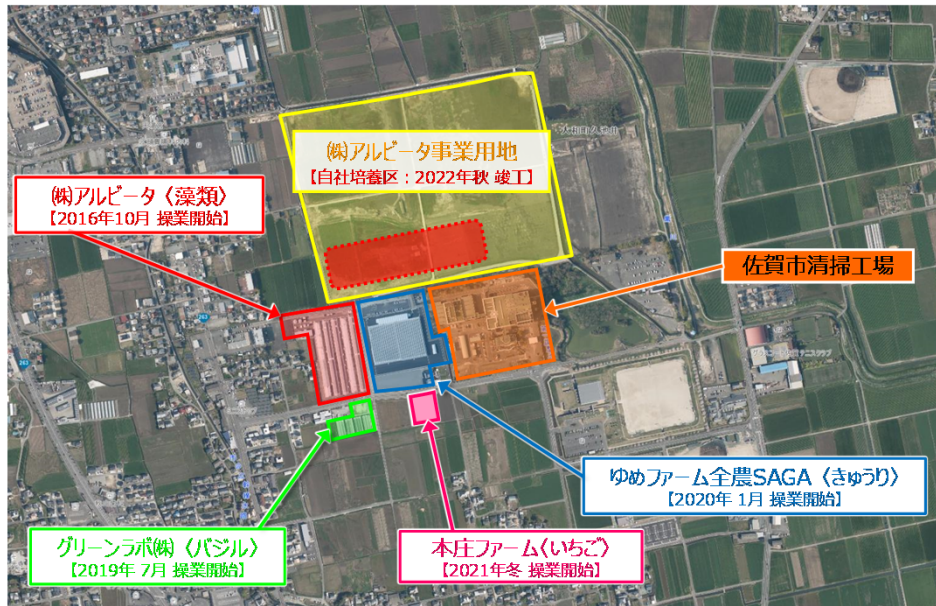 ㈱アルビータ事業用地
【自社培養区：2022年秋 竣工】
㈱アルビータ〈藻類〉
【2016年10月 操業開始】
佐賀市清掃工場
263
263
ゆめファーム全農SAGA〈きゅうり〉
【2020年 1月 操業開始】
グリーンラボ㈱〈バジル〉
【2019年 7月 操業開始】
本庄ファーム〈いちご〉
【2021年冬 操業開始】